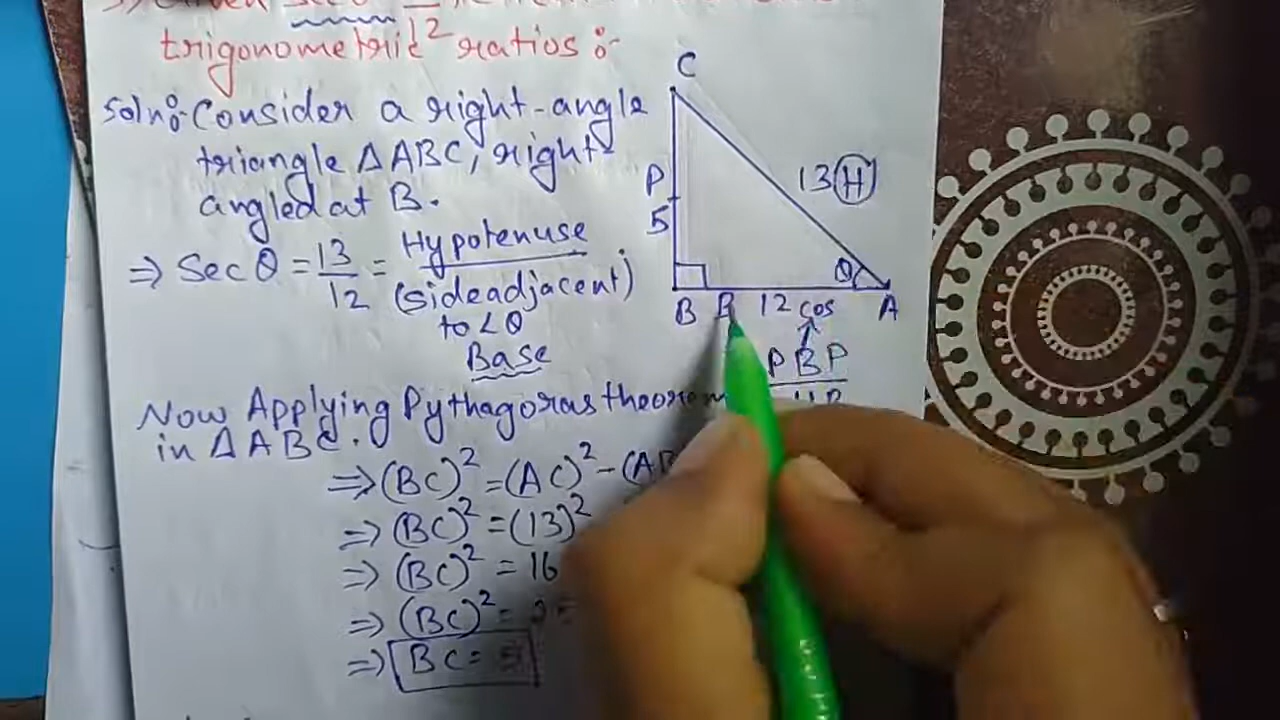 trigonometric 12 ratios :-
Soln: Consider a right-angle
triangle ΔABC, right
angled at B.
⇒ Sec θ = 13/12 = Hypotenuse/(side adjacent)
to ∠θ
Base
Now Applying Pythagoras theorem
in ΔABC.
⇒ (BC)² = (AC)² - (AB
⇒ (BC)² = (13)²
⇒ (BC)² = 16
⇒ (BC)² =
⇒ BC = 5
C
P
5
13 H
θ
B B 12 cos A
P B P
H B